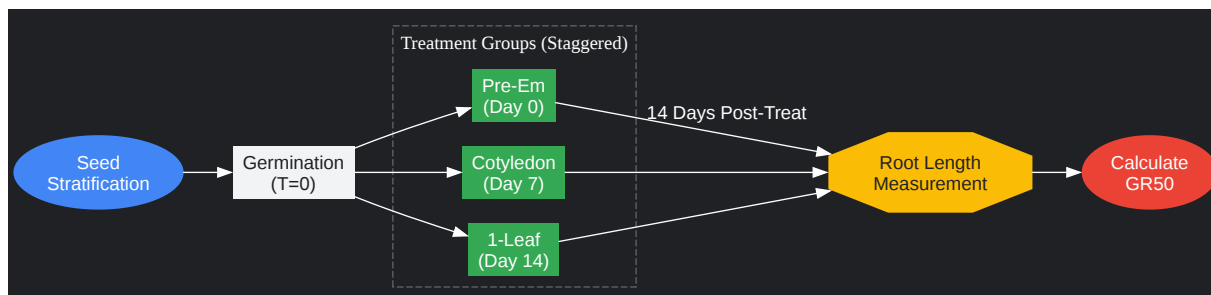 Treatment Groups (Staggered)
Seed
Stratification
Germination
(T=0)
Pre-Em
(Day 0)
Cotyledon
(Day 7)
1-Leaf
(Day 14)
14 Days Post-Treat
Root Length
Measurement
Calculate
GR50